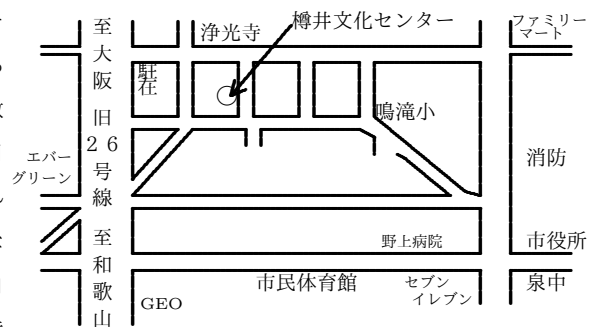 至大阪
旧26号線
至和歌山
浄光寺
樽井文化センター
ファミリー
マート
駐在
鳴滝小
エバー
グリーン
消防
野上病院
市役所
市民体育館
セブン
イレブン
泉中
GEO